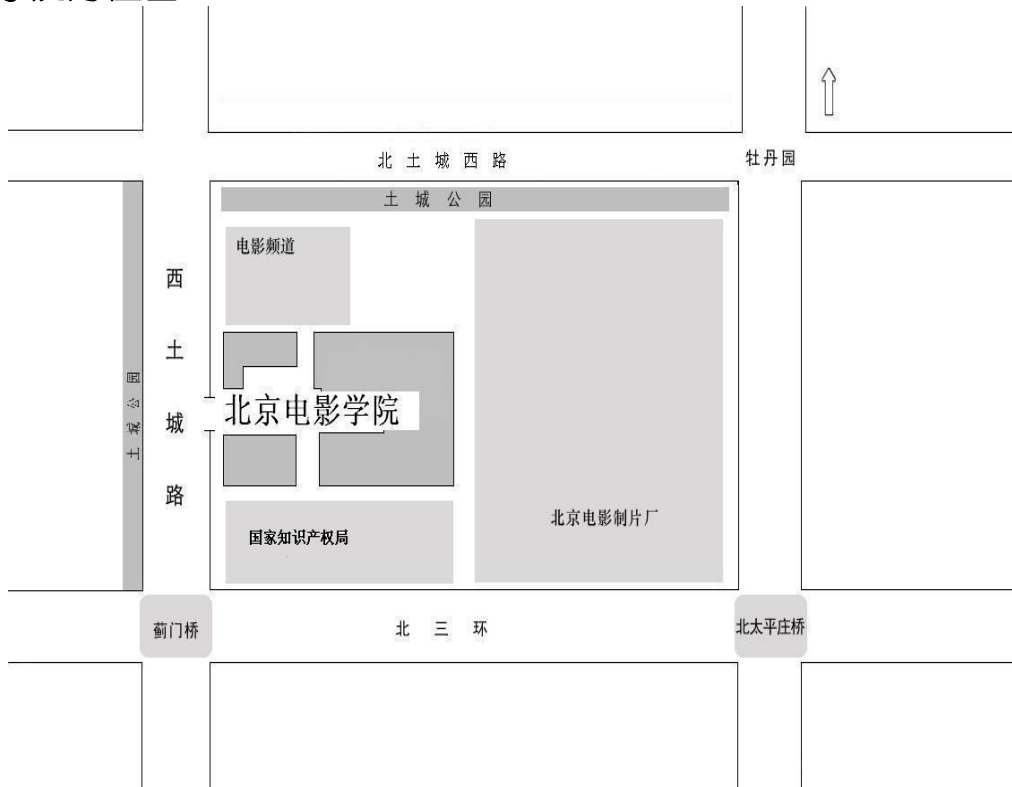 北土城西路
牡丹园
土城公园
电影频道
西土城路
土城公园
北京电影学院
北京电影制片厂
国家知识产权局
蓟门桥
北三环
北太平庄桥